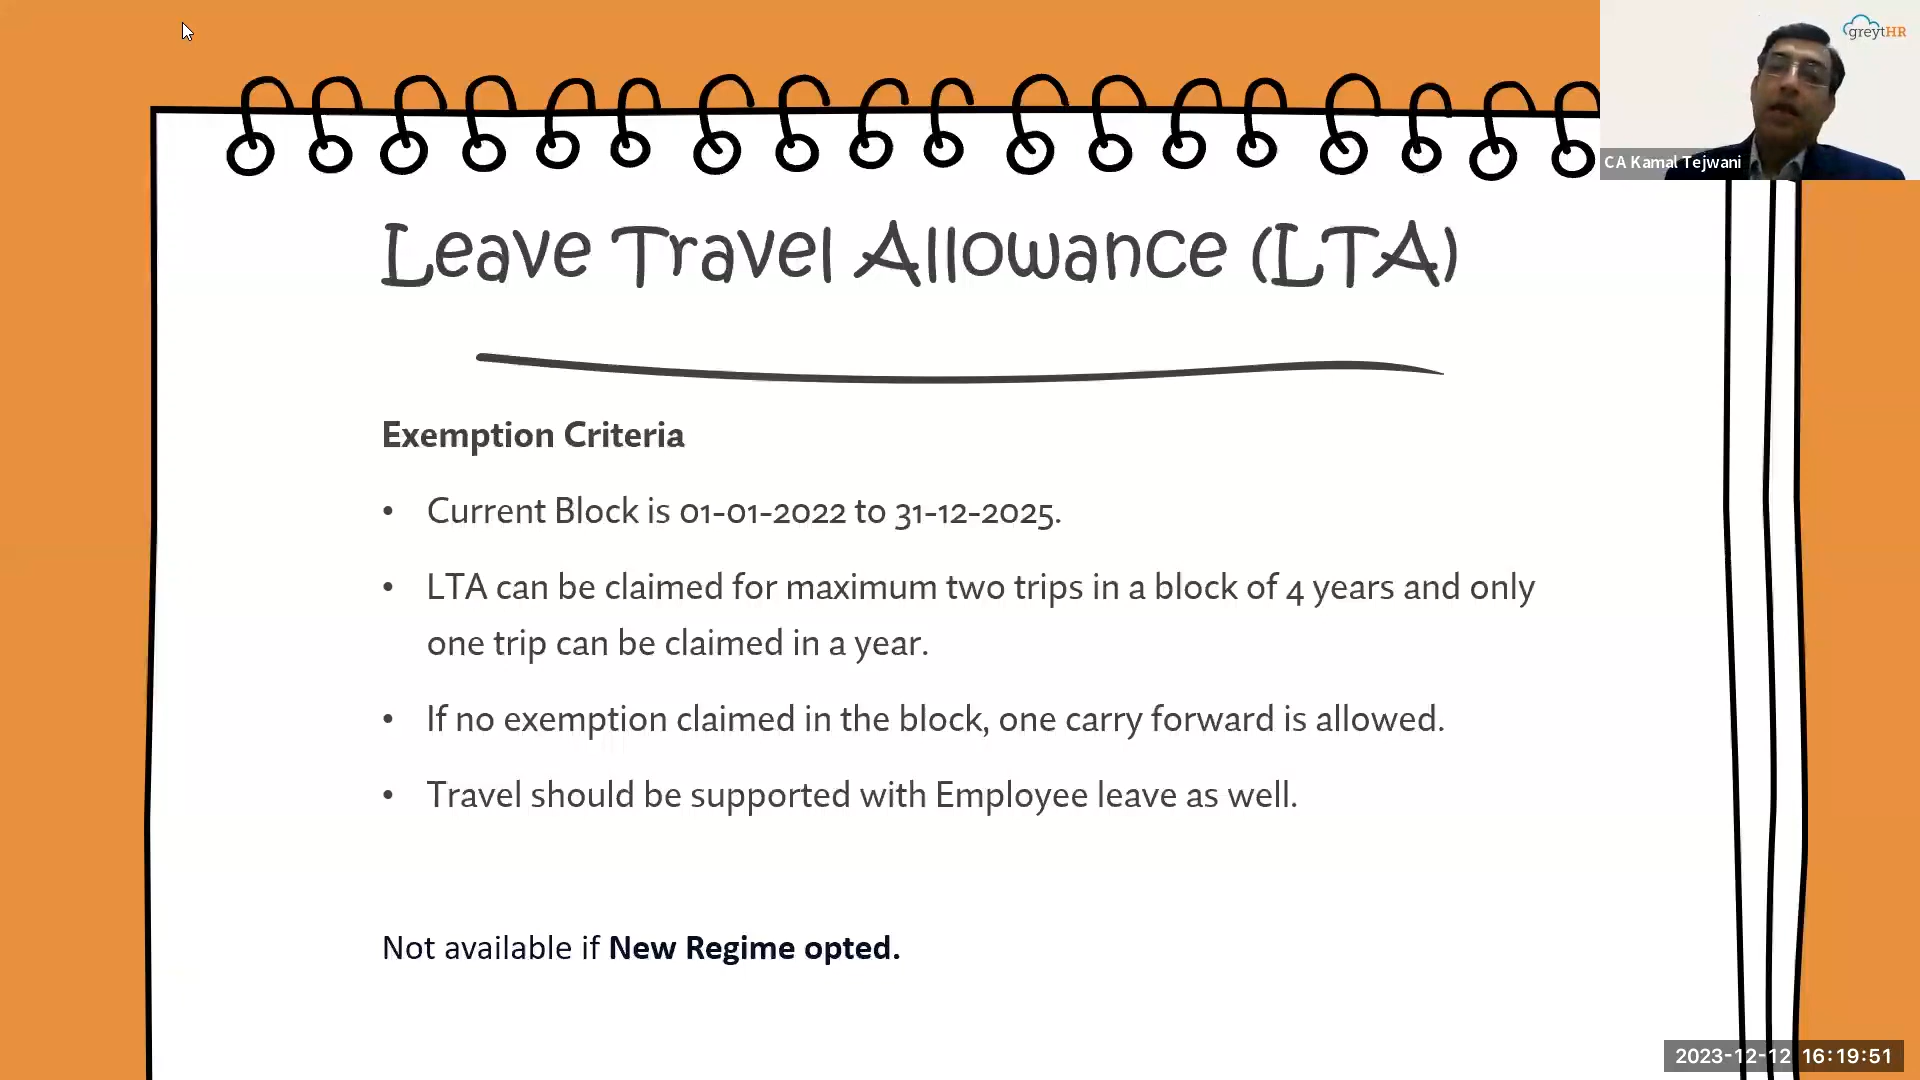 greytHR
CA Kamal Tejwani
Leave Travel Allowance (LTA)
Exemption Criteria
• Current Block is 01-01-2022 to 31-12-2025.
• LTA can be claimed for maximum two trips in a block of 4 years and only
one trip can be claimed in a year.
• If no exemption claimed in the block, one carry forward is allowed.
• Travel should be supported with Employee leave as well.
Not available if New Regime opted.
2023-12-12 16:19:51